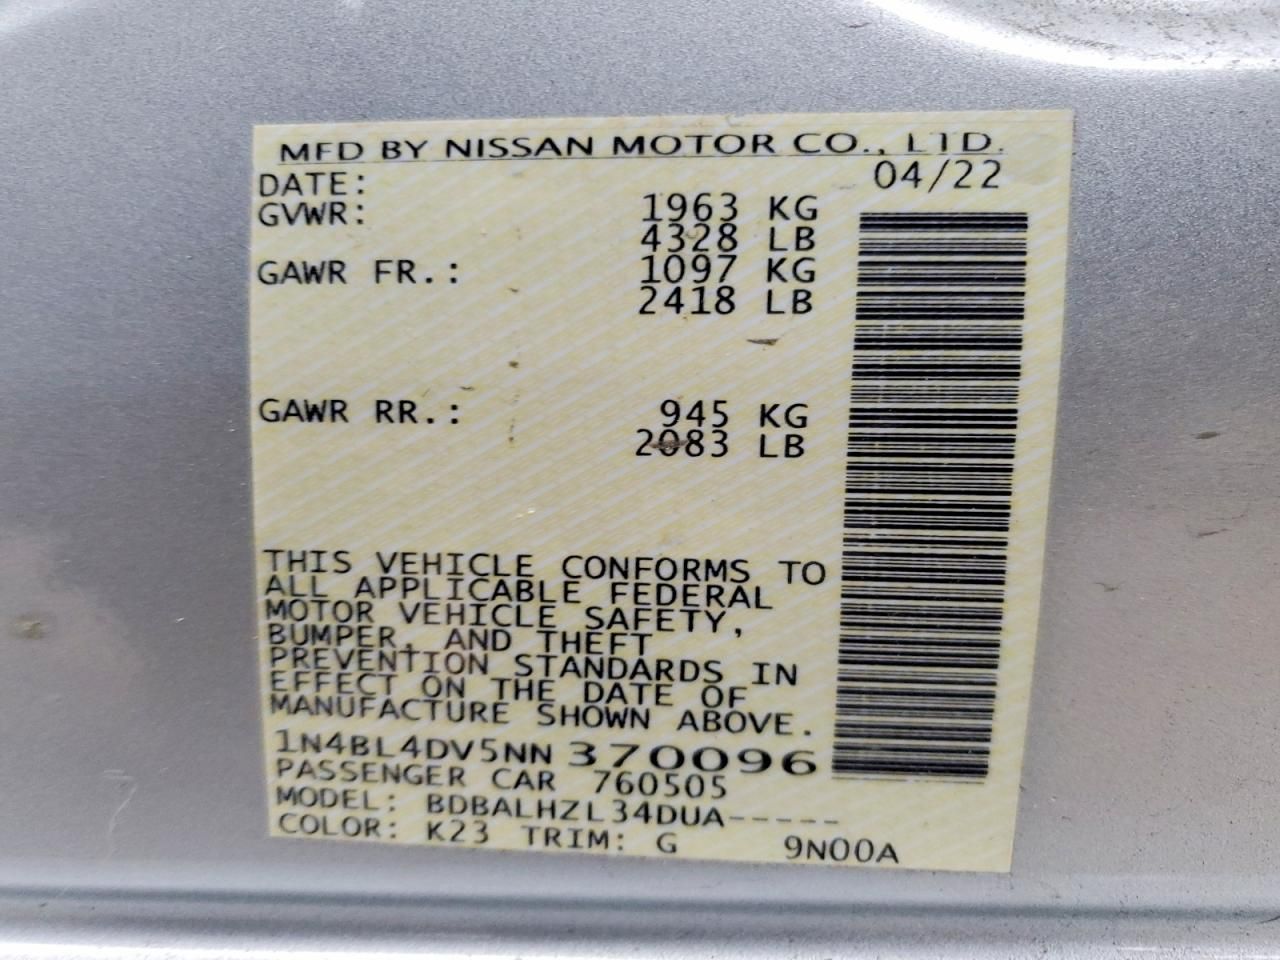 MFD BY NISSAN MOTOR CO., LTD.
DATE: 04/22
GVWR: 1963 KG
4328 LB
GAWR FR.: 1097 KG
2418 LB
GAWR RR.: 945 KG
2083 LB
THIS VEHICLE CONFORMS TO
ALL APPLICABLE FEDERAL
MOTOR VEHICLE SAFETY,
BUMPER, AND THEFT
PREVENTION STANDARDS IN
EFFECT ON THE DATE OF
MANUFACTURE SHOWN ABOVE.
1N4BL4DV5NN370096
PASSENGER CAR 760505
MODEL: BDBALHZL34DUA-----
COLOR: K23 TRIM: G 9N00A